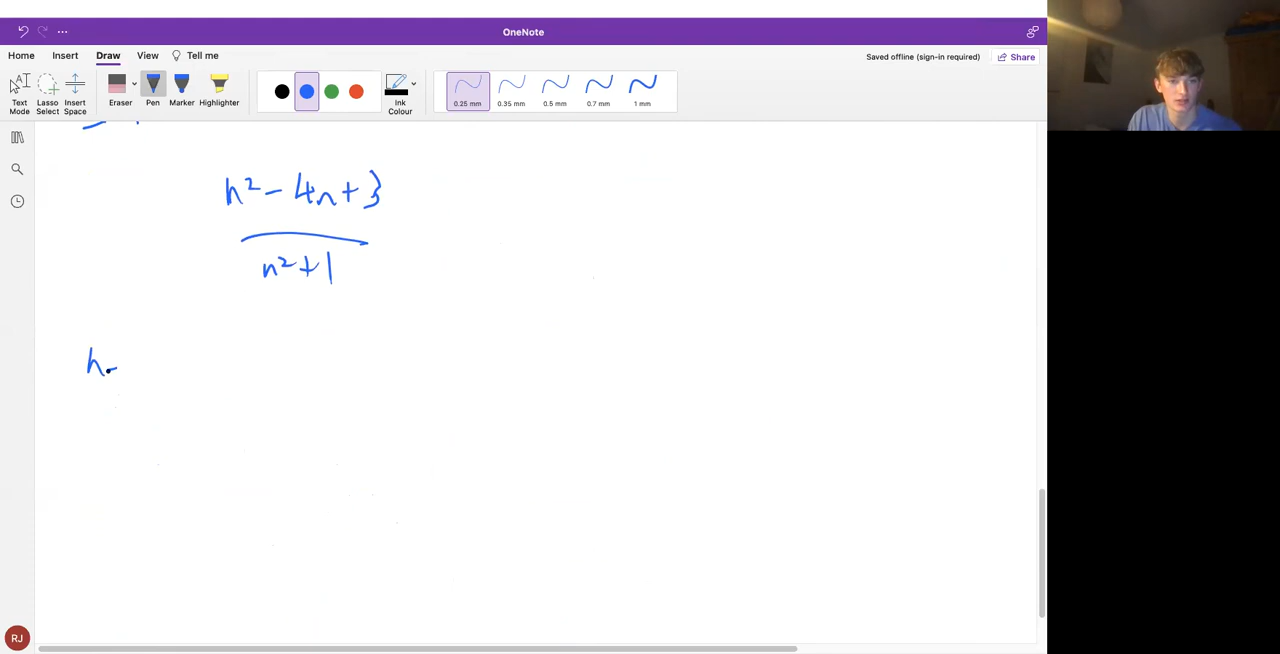 OneNote
Home Insert Draw View Tell me
Saved offline (sign-in required) Share
Text Mode
Lasso Select
Insert Space
Eraser
Pen
Marker
Highlighter
Ink Colour
0.25 mm 0.35 mm 0.5 mm 0.7 mm 1 mm
n² - 4n + 3
n² + 1
n
RJ